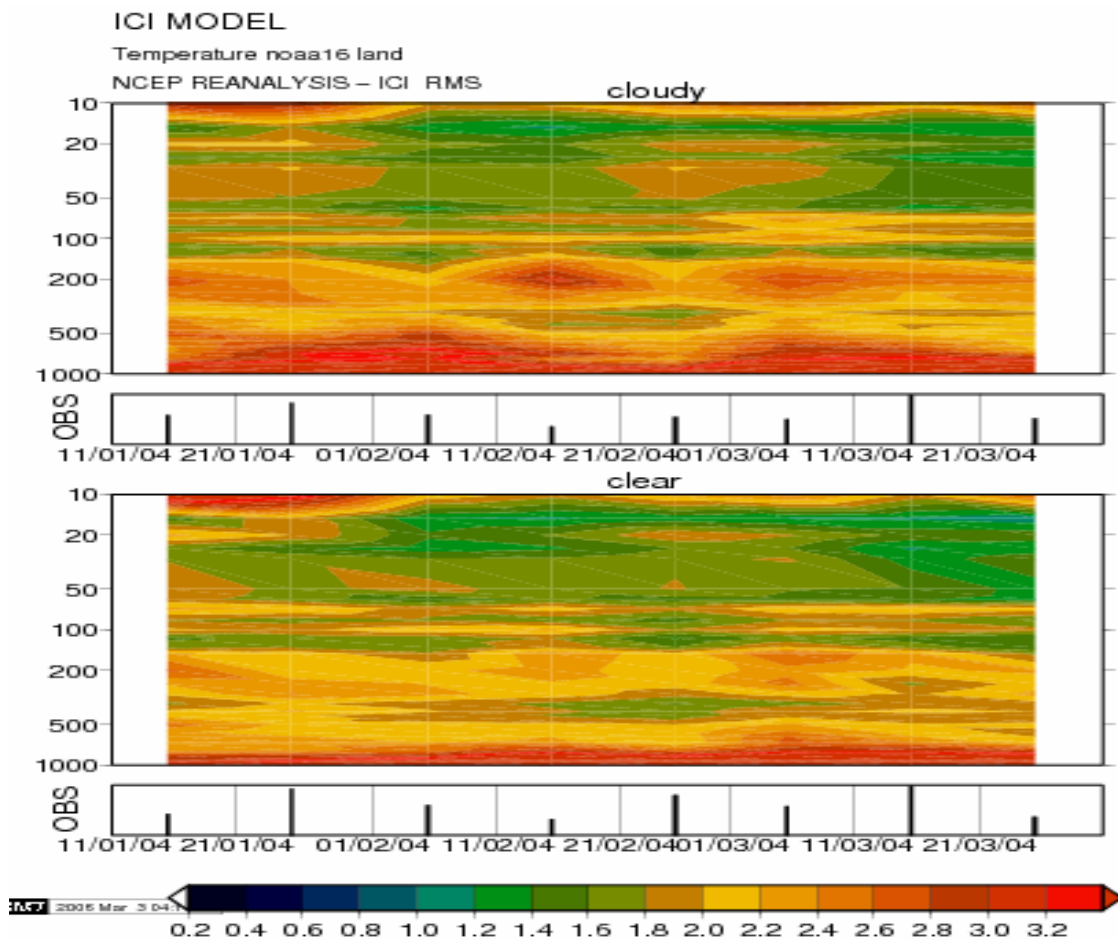 ICI MODEL
Temperature noaa16 land
NCEP REANALYSIS – ICI RMS
cloudy
10
20
50
100
200
500
1000
OBS
11/01/04 21/01/04 01/02/04 11/02/04 21/02/04 01/03/04 11/03/04 21/03/04
clear
10
20
50
100
200
500
1000
OBS
11/01/04 21/01/04 01/02/04 11/02/04 21/02/04 01/03/04 11/03/04 21/03/04
2005 Mar 3
0.2 0.4 0.6 0.8 1.0 1.2 1.4 1.6 1.8 2.0 2.2 2.4 2.6 2.8 3.0 3.2